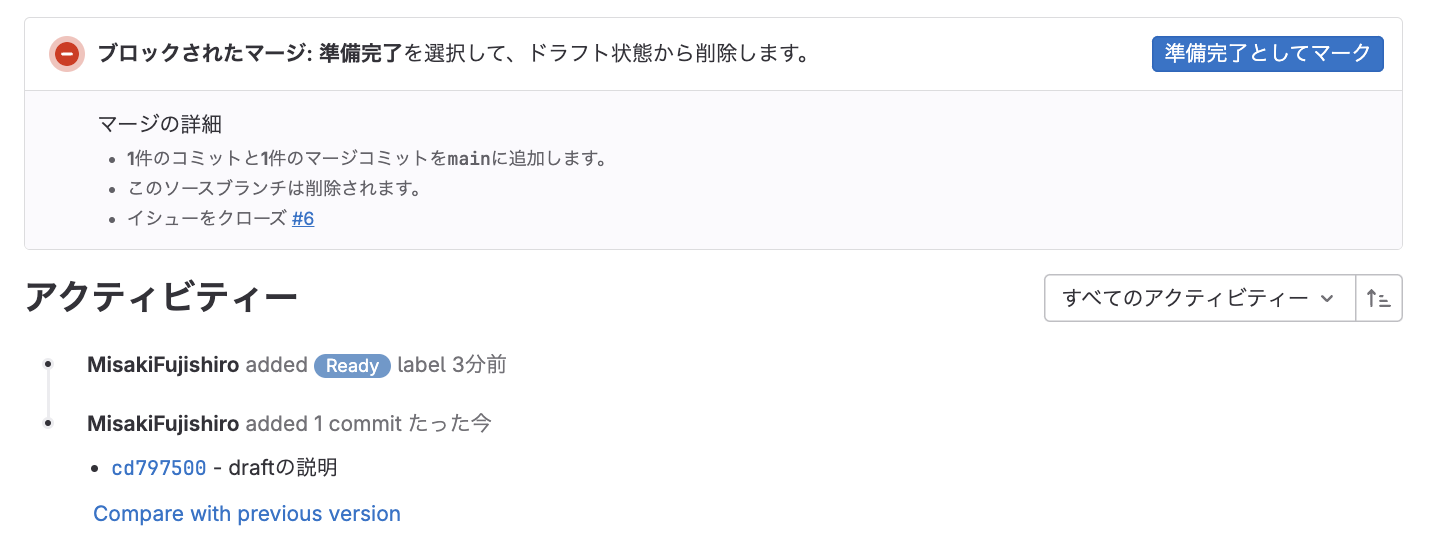 ブロックされたマージ: 準備完了を選択して、ドラフト状態から削除します。
準備完了としてマーク
マージの詳細
1件のコミットと1件のマージコミットをmainに追加します。
このソースブランチは削除されます。
イシューをクローズ #6
アクティビティー
すべてのアクティビティー
MisakiFujishiro added Ready label 3分前
MisakiFujishiro added 1 commit たった今
cd797500 - draftの説明
Compare with previous version